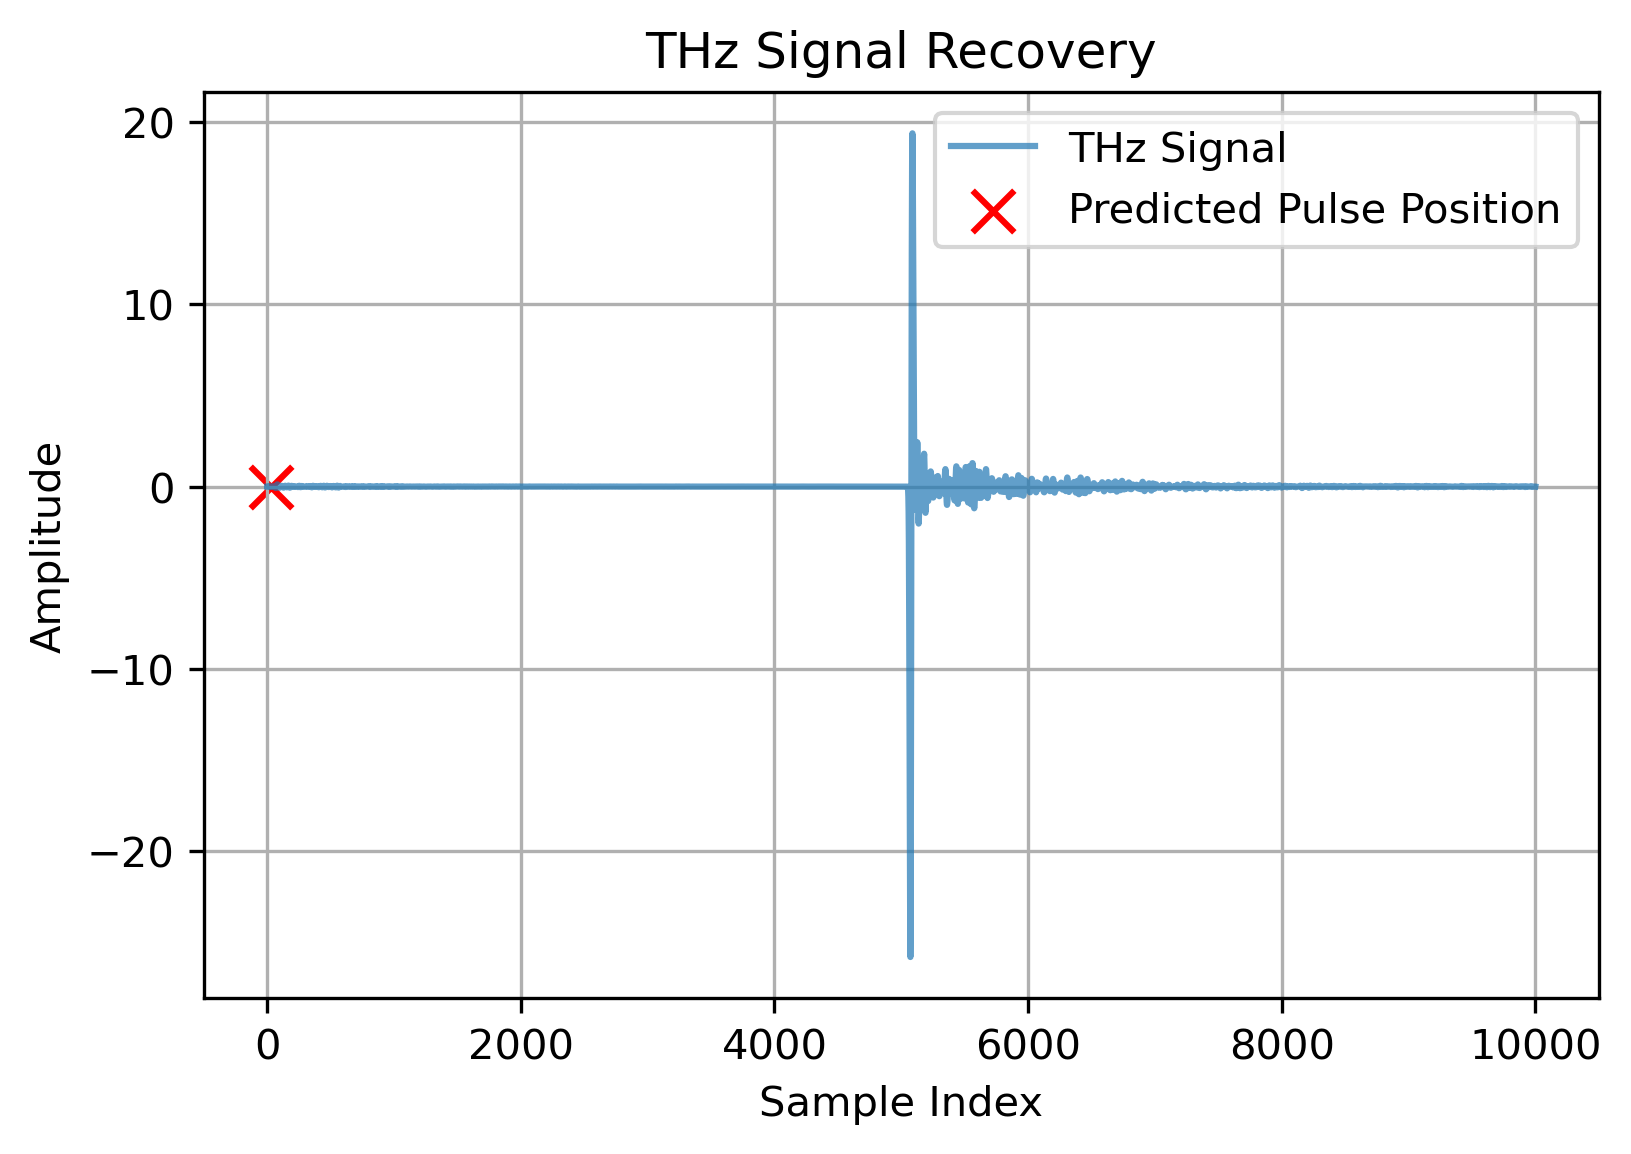 THz Signal Recovery
20
10
0
−10
−20
Amplitude
THz Signal
Predicted Pulse Position
0 2000 4000 6000 8000 10000
Sample Index